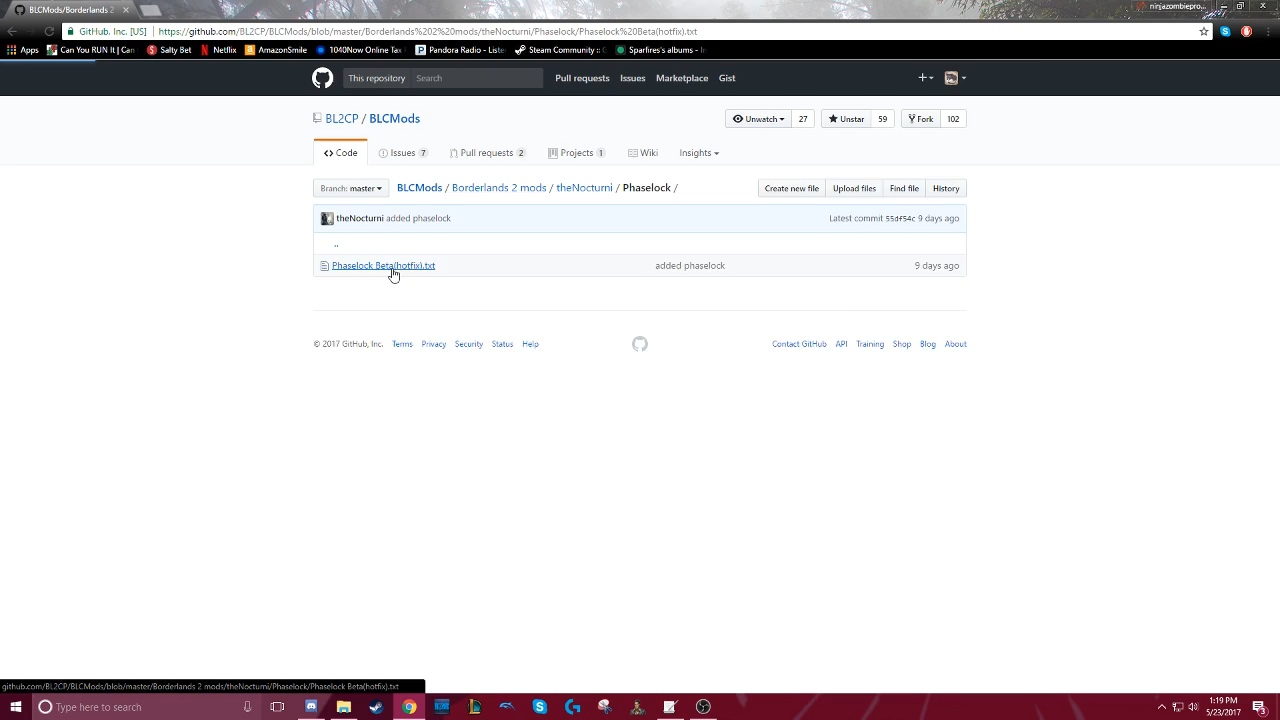 BLCMods/Borderlands 2
ninjazombiepro...
GitHub, Inc. [US] https://github.com/BL2CP/BLCMods/blob/master/Borderlands%202%20mods/theNocturni/Phaselock/Phaselock%20Beta(hotfix).txt
Apps Can You RUN It | Can Salty Bet Netflix AmazonSmile 1040Now Online Tax Pandora Radio - Listen Steam Community :: G Sparfires's albums - Im
This repository Search Pull requests Issues Marketplace Gist
BL2CP / BLCMods Unwatch 27 Unstar 59 Fork 102
<> Code Issues 7 Pull requests 2 Projects 1 Wiki Insights
Branch: master BLCMods / Borderlands 2 mods / theNocturni / Phaselock / Create new file Upload files Find file History
theNocturni added phaselock Latest commit 55df54c 9 days ago
..
Phaselock Beta(hotfix).txt added phaselock 9 days ago
© 2017 GitHub, Inc. Terms Privacy Security Status Help Contact GitHub API Training Shop Blog About
github.com/BL2CP/BLCMods/blob/master/Borderlands 2 mods/theNocturni/Phaselock/Phaselock Beta(hotfix).txt
Type here to search
1:19 PM
5/23/2017
3